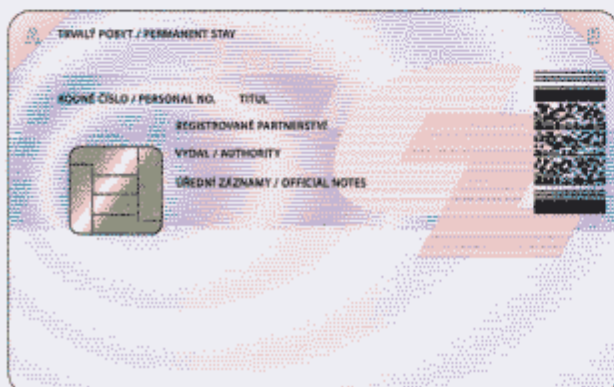 TRVALÝ POBYT / PERMANENT STAY
RODNÉ ČÍSLO / PERSONAL NO. TITUL
REGISTROVANÉ PARTNERSTVÍ
VYDAL / AUTHORITY
ÚŘEDNÍ ZÁZNAMY / OFFICIAL NOTES